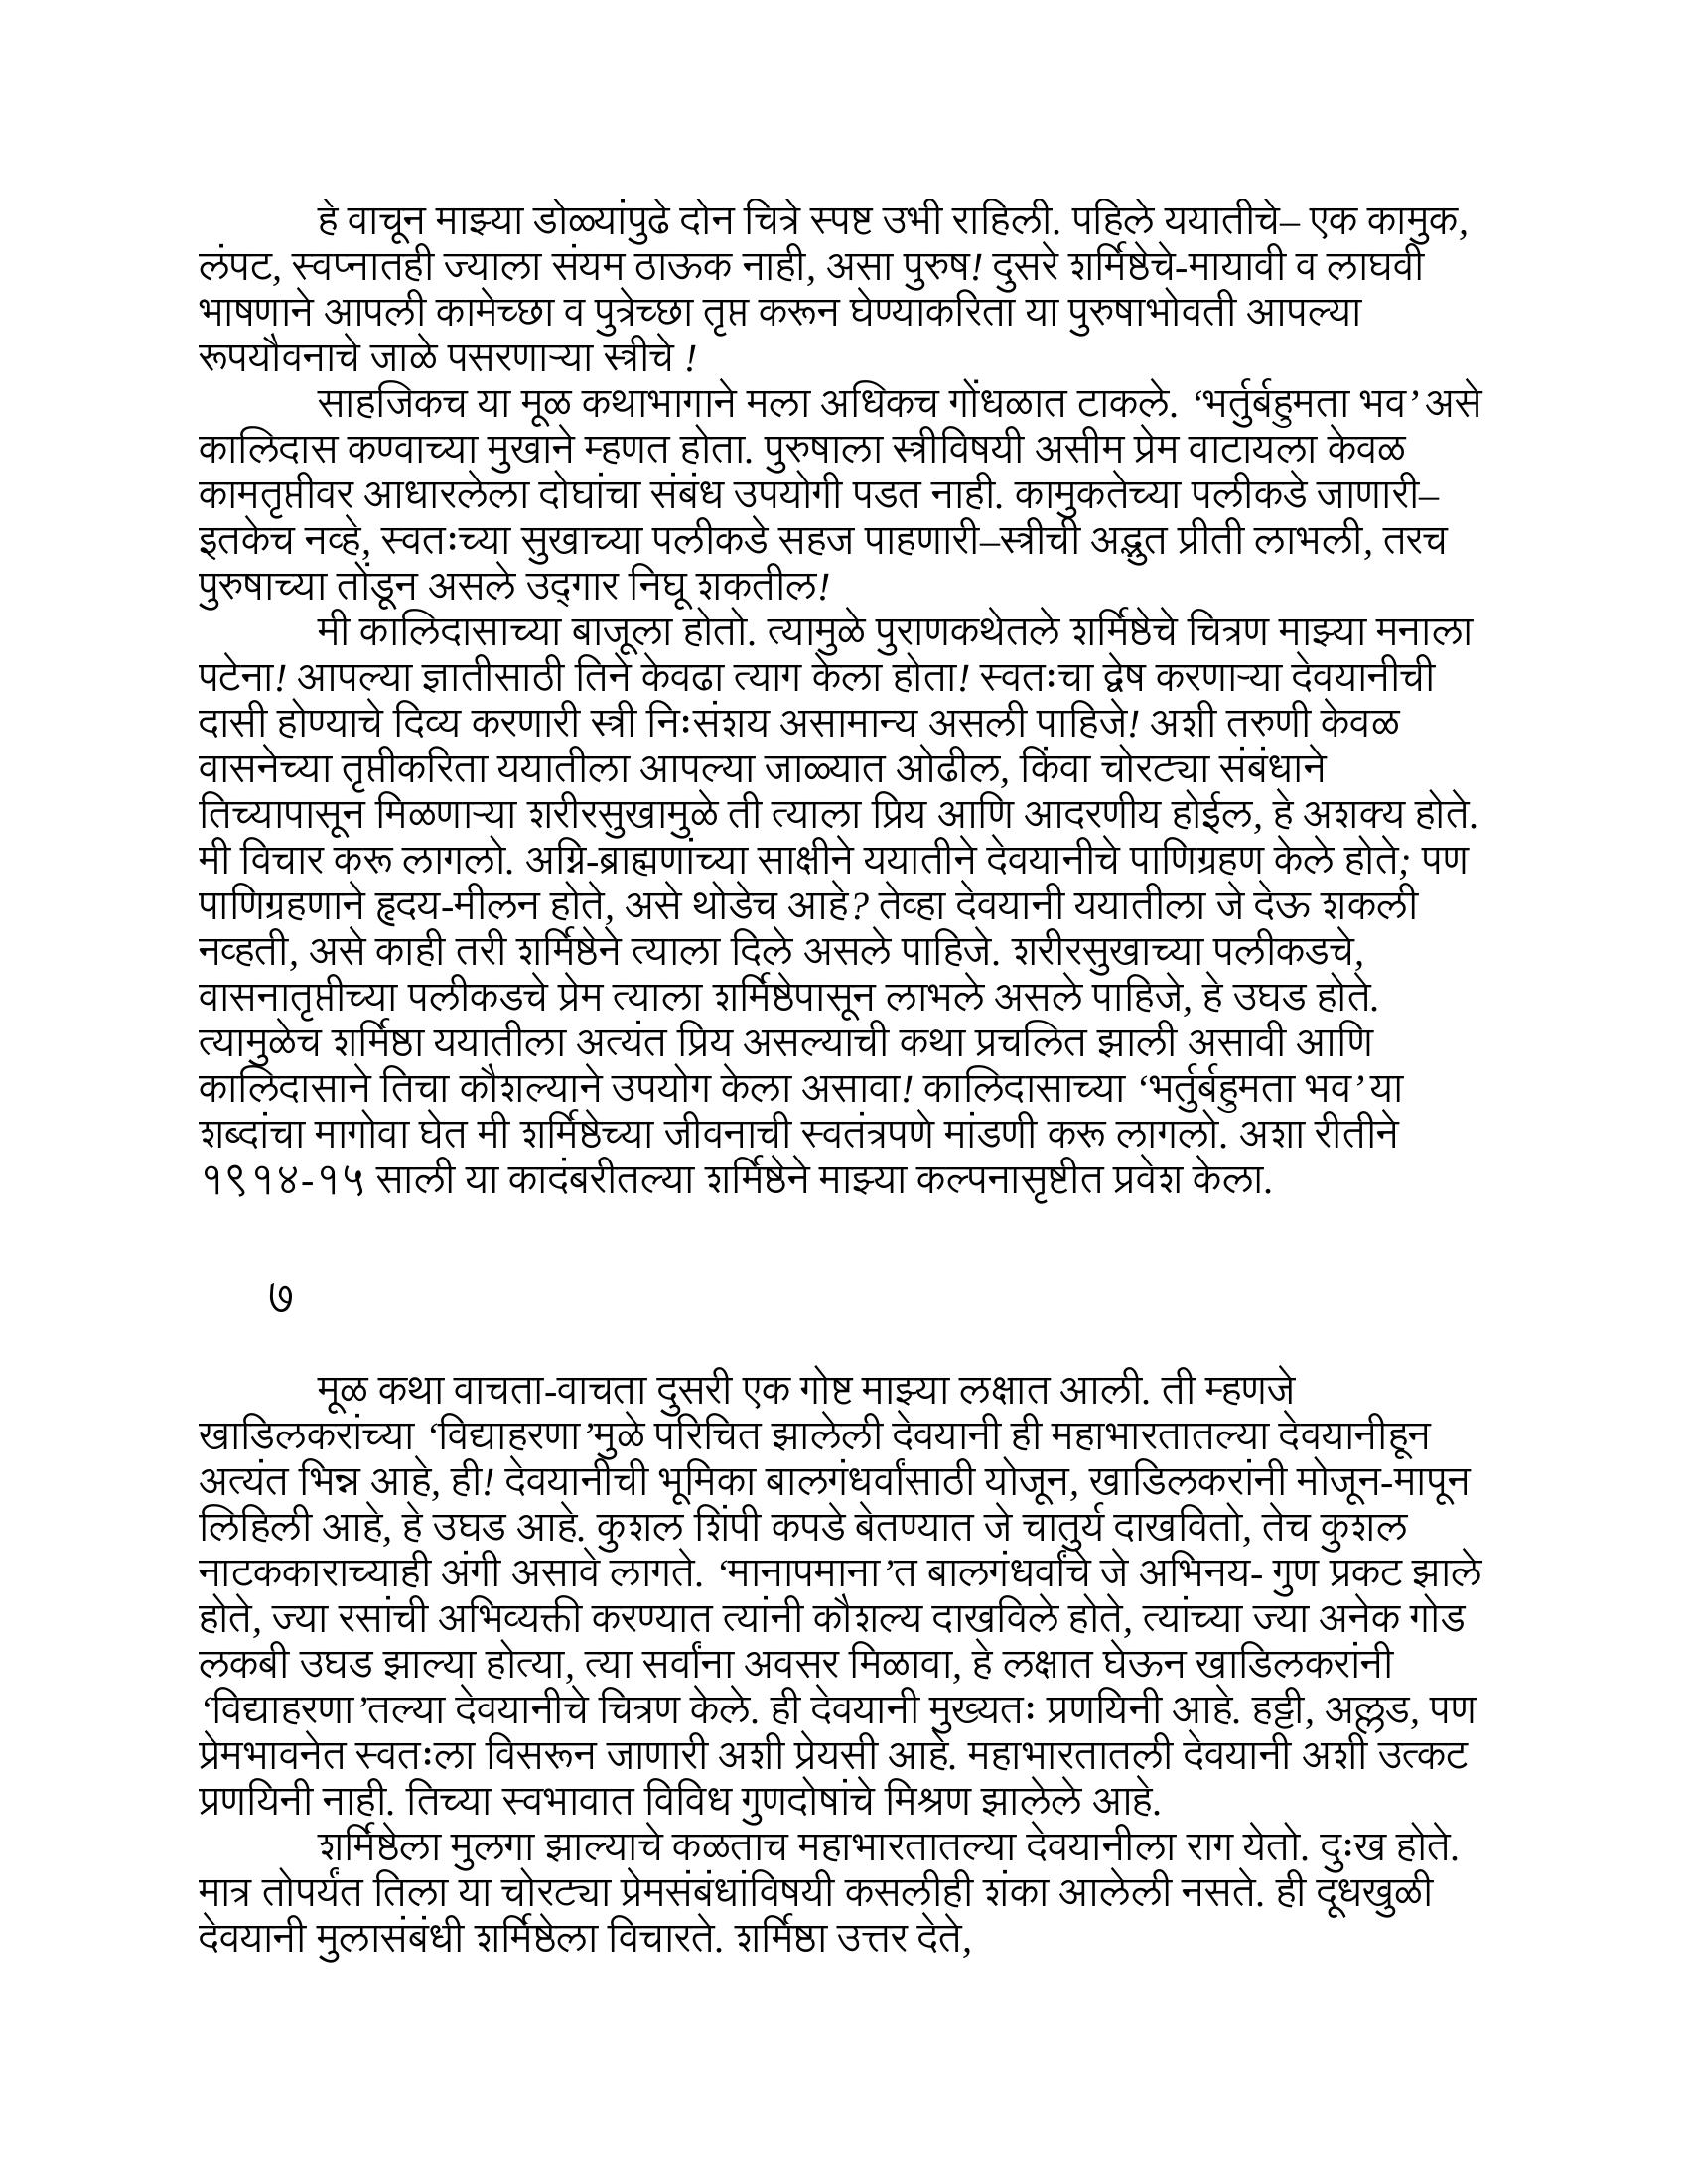 हे वाचून माझ्या डोळ्यांपुढे दोन चित्रे स्पष्ट उभी राहिली. पहिले ययातीचे– एक कामुक,
लंपट, स्वप्नातही ज्याला संयम ठाऊक नाही, असा पुरुष! दुसरे शर्मिष्ठेचे-मायावी व लाघवी
भाषणाने आपली कामेच्छा व पुत्रेच्छा तृप्त करून घेण्याकरिता या पुरुषाभोवती आपल्या
रूपयौवनाचे जाळे पसरणाऱ्या स्त्रीचे !
साहजिकच या मूळ कथाभागाने मला अधिकच गोंधळात टाकले. ‘भर्तुर्बहुमता भव’ असे
कालिदास कण्वाच्या मुखाने म्हणत होता. पुरुषाला स्त्रीविषयी असीम प्रेम वाटायला केवळ
कामतृप्तीवर आधारलेला दोघांचा संबंध उपयोगी पडत नाही. कामुकतेच्या पलीकडे जाणारी–
इतकेच नव्हे, स्वतःच्या सुखाच्या पलीकडे सहज पाहणारी–स्त्रीची अद्भुत प्रीती लाभली, तरच
पुरुषाच्या तोंडून असले उद्‌गार निघू शकतील!
मी कालिदासाच्या बाजूला होतो. त्यामुळे पुराणकथेतले शर्मिष्ठेचे चित्रण माझ्या मनाला
पटेना! आपल्या ज्ञातीसाठी तिने केवढा त्याग केला होता! स्वतःचा द्वेष करणाऱ्या देवयानीची
दासी होण्याचे दिव्य करणारी स्त्री निःसंशय असामान्य असली पाहिजे! अशी तरुणी केवळ
वासनेच्या तृप्तीकरिता ययातीला आपल्या जाळ्यात ओढील, किंवा चोरट्या संबंधाने
तिच्यापासून मिळणाऱ्या शरीरसुखामुळे ती त्याला प्रिय आणि आदरणीय होईल, हे अशक्य होते.
मी विचार करू लागलो. अग्नि-ब्राह्मणांच्या साक्षीने ययातीने देवयानीचे पाणिग्रहण केले होते; पण
पाणिग्रहणाने हृदय-मीलन होते, असे थोडेच आहे? तेव्हा देवयानी ययातीला जे देऊ शकली
नव्हती, असे काही तरी शर्मिष्ठेने त्याला दिले असले पाहिजे. शरीरसुखाच्या पलीकडचे,
वासनातृप्तीच्या पलीकडचे प्रेम त्याला शर्मिष्ठेपासून लाभले असले पाहिजे, हे उघड होते.
त्यामुळेच शर्मिष्ठा ययातीला अत्यंत प्रिय असल्याची कथा प्रचलित झाली असावी आणि
कालिदासाने तिचा कौशल्याने उपयोग केला असावा! कालिदासाच्या ‘भर्तुर्बहुमता भव’ या
शब्दांचा मागोवा घेत मी शर्मिष्ठेच्या जीवनाची स्वतंत्रपणे मांडणी करू लागलो. अशा रीतीने
१९१४-१५ साली या कादंबरीतल्या शर्मिष्ठेने माझ्या कल्पनासृष्टीत प्रवेश केला.
७
मूळ कथा वाचता-वाचता दुसरी एक गोष्ट माझ्या लक्षात आली. ती म्हणजे
खाडिलकरांच्या ‘विद्याहरणा’मुळे परिचित झालेली देवयानी ही महाभारतातल्या देवयानीहून
अत्यंत भिन्न आहे, ही! देवयानीची भूमिका बालगंधर्वांसाठी योजून, खाडिलकरांनी मोजून-मापून
लिहिली आहे, हे उघड आहे. कुशल शिंपी कपडे बेतण्यात जे चातुर्य दाखवितो, तेच कुशल
नाटककाराच्याही अंगी असावे लागते. ‘मानापमाना’त बालगंधर्वांचे जे अभिनय- गुण प्रकट झाले
होते, ज्या रसांची अभिव्यक्ती करण्यात त्यांनी कौशल्य दाखविले होते, त्यांच्या ज्या अनेक गोड
लकबी उघड झाल्या होत्या, त्या सर्वांना अवसर मिळावा, हे लक्षात घेऊन खाडिलकरांनी
‘विद्याहरणा’तल्या देवयानीचे चित्रण केले. ही देवयानी मुख्यतः प्रणयिनी आहे. हट्टी, अल्लड, पण
प्रेमभावनेत स्वतःला विसरून जाणारी अशी प्रेयसी आहे. महाभारतातली देवयानी अशी उत्कट
प्रणयिनी नाही. तिच्या स्वभावात विविध गुणदोषांचे मिश्रण झालेले आहे.
शर्मिष्ठेला मुलगा झाल्याचे कळताच महाभारतातल्या देवयानीला राग येतो. दुःख होते.
मात्र तोपर्यंत तिला या चोरट्या प्रेमसंबंधांविषयी कसलीही शंका आलेली नसते. ही दूधखुळी
देवयानी मुलासंबंधी शर्मिष्ठेला विचारते. शर्मिष्ठा उत्तर देते,